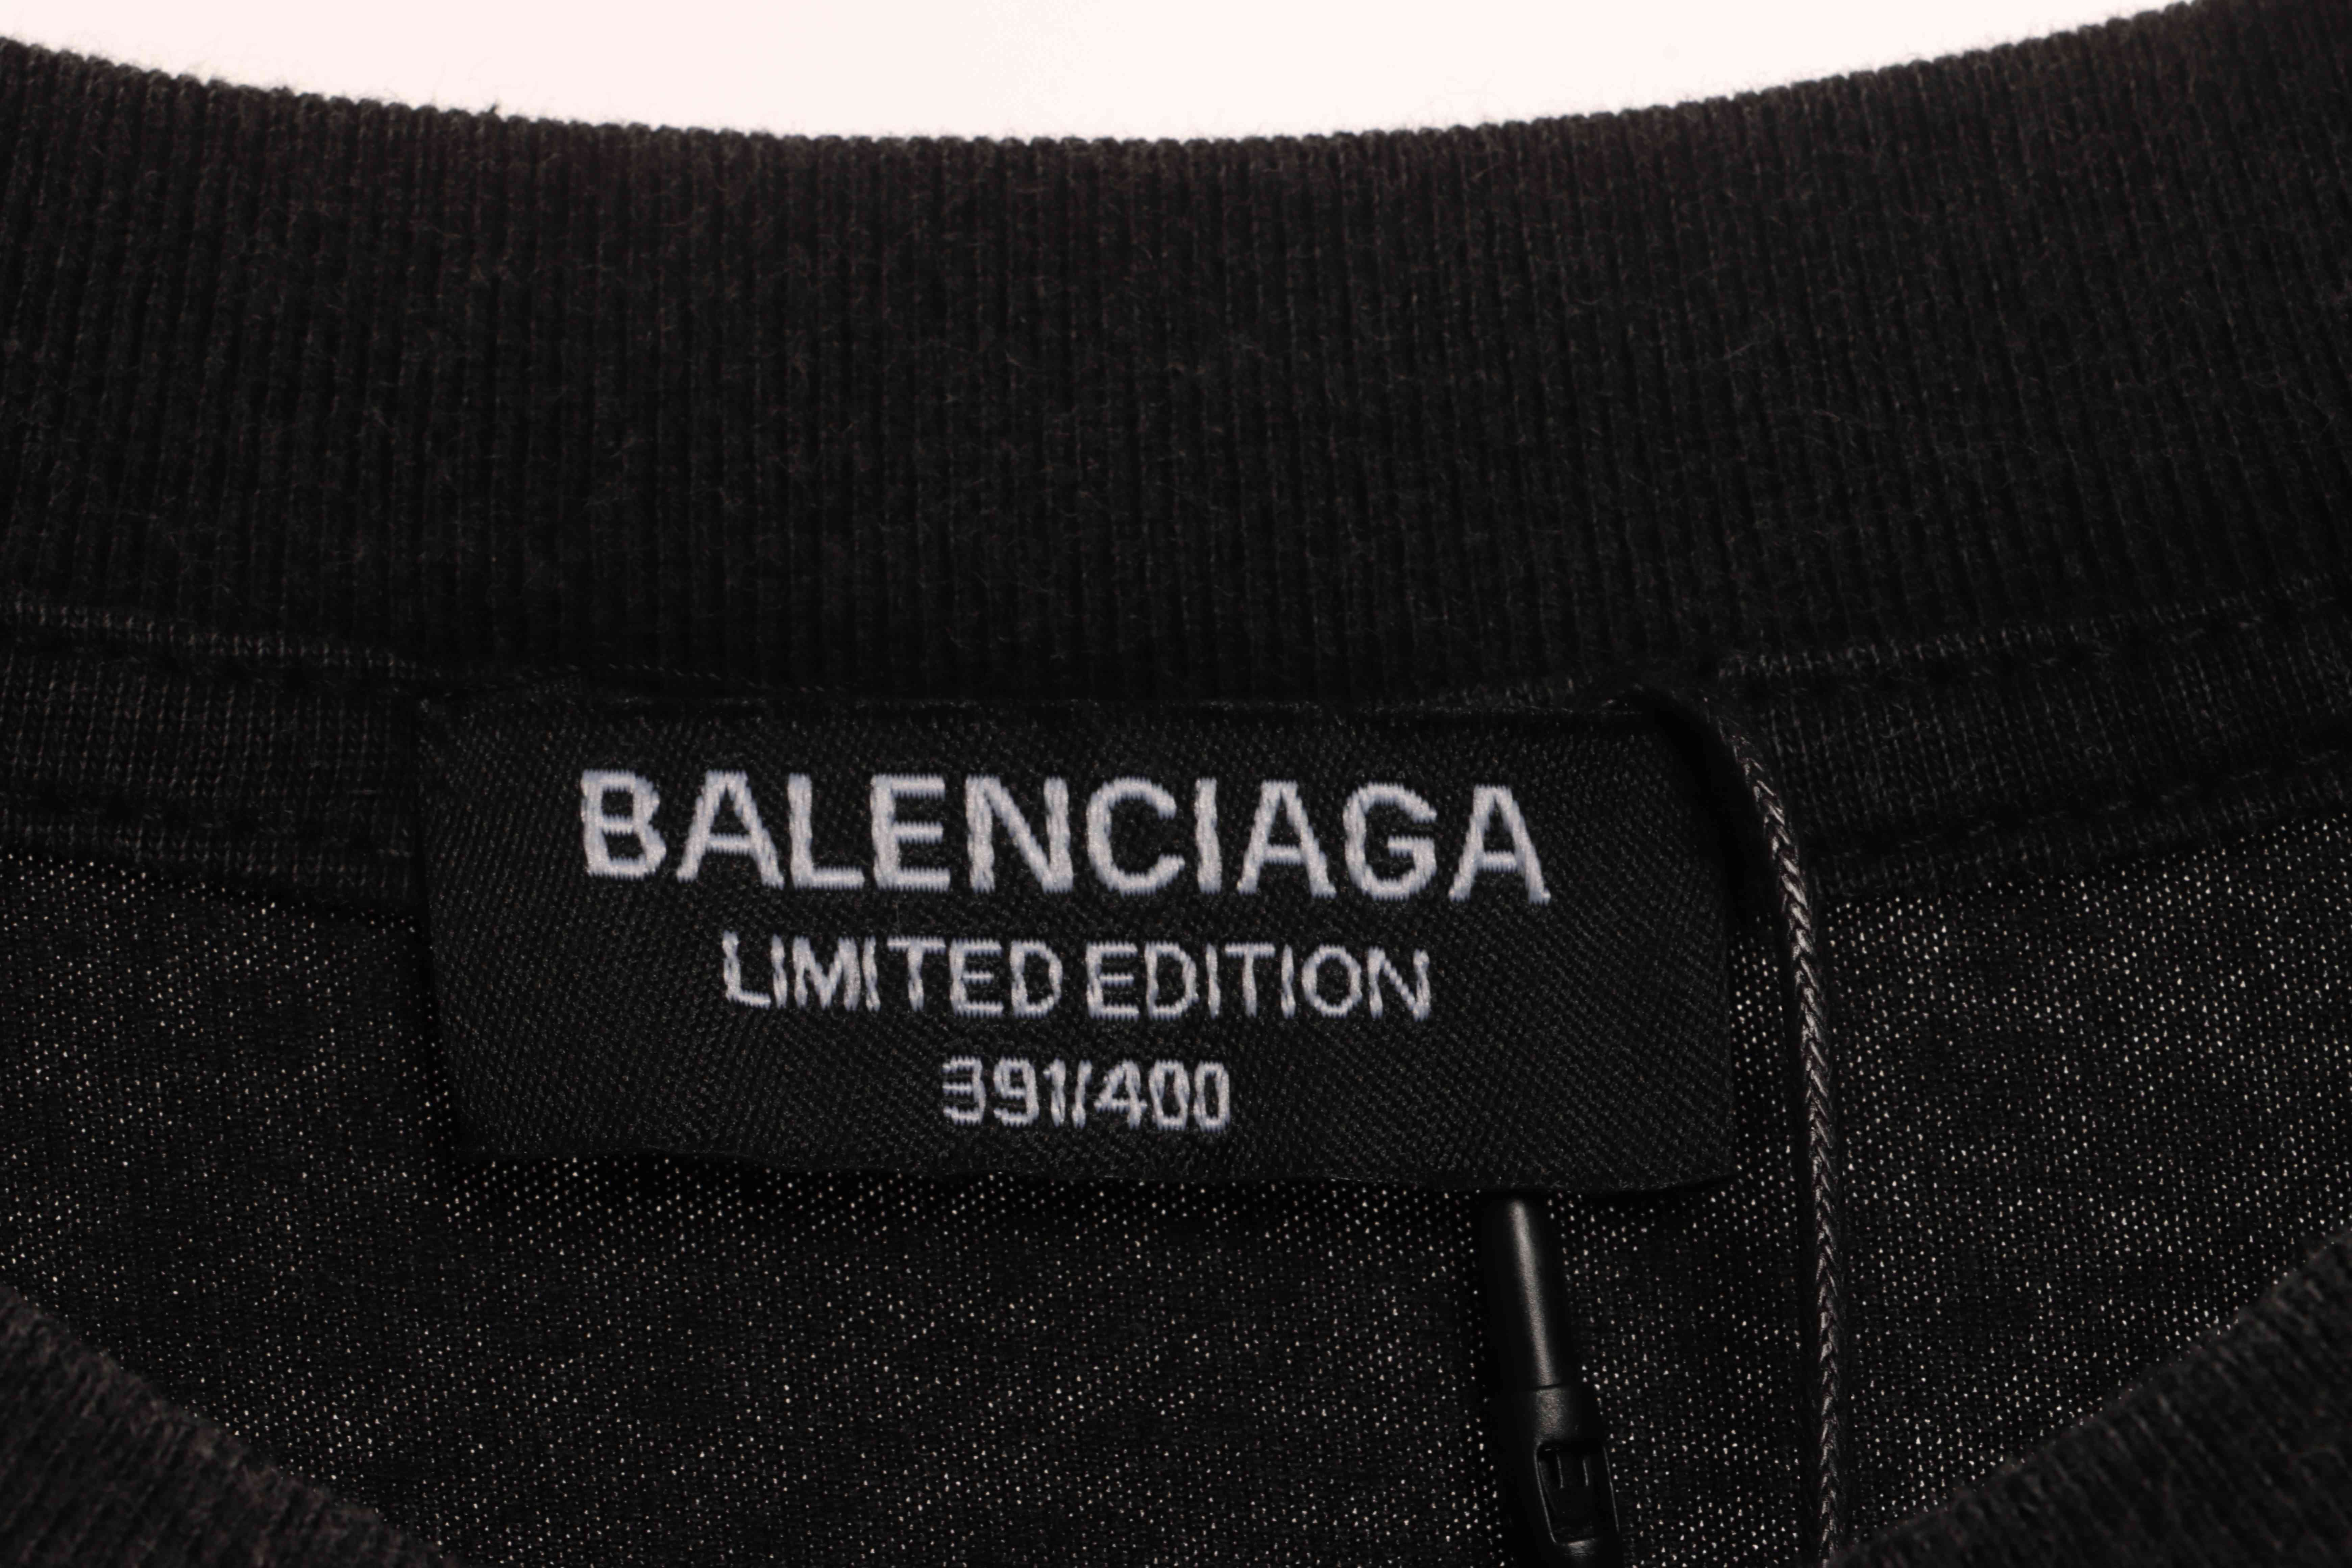 BALENCIAGA
LIMITED EDITION
391/400